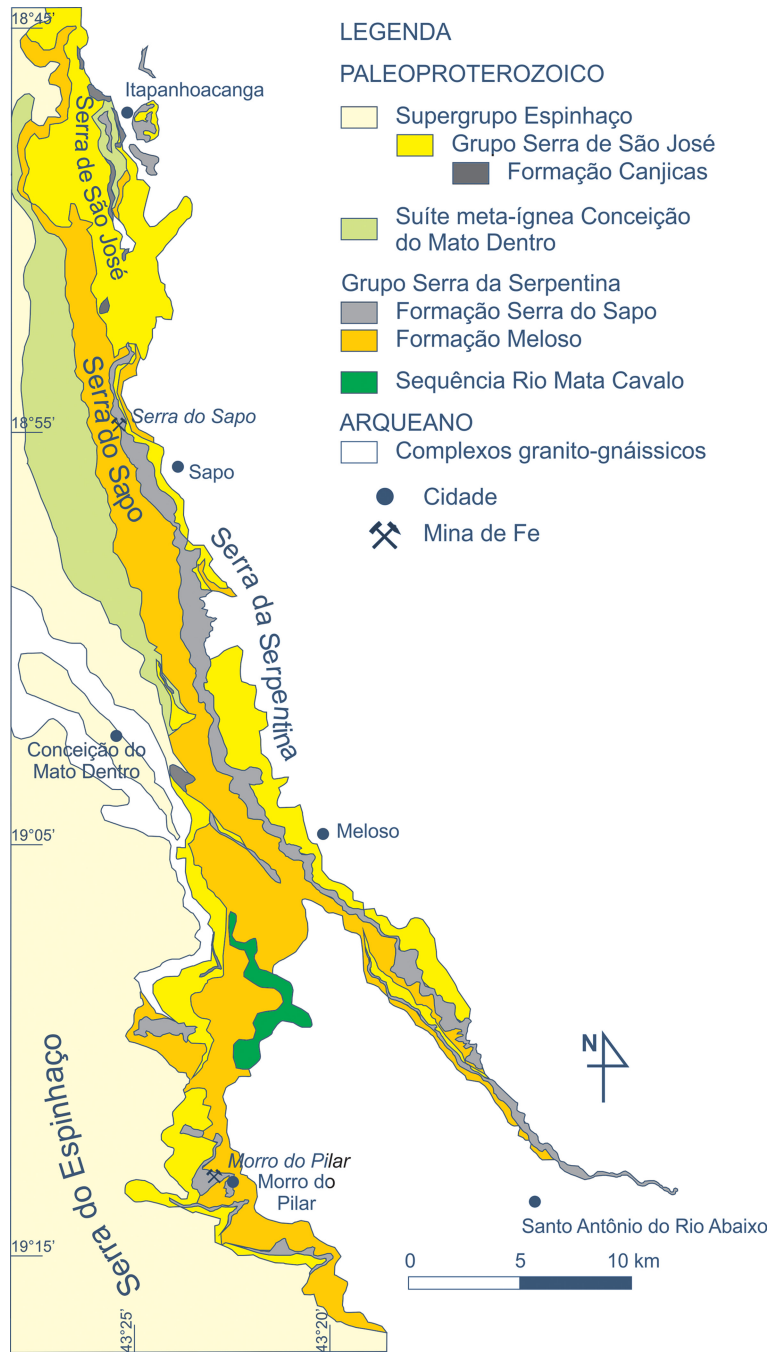 18°45'
LEGENDA
PALEOPROTEROZOICO
Supergrupo Espinhaço
Grupo Serra de São José
Formação Canjicas
Suíte meta-ígnea Conceição
do Mato Dentro
Grupo Serra da Serpentina
Formação Serra do Sapo
Formação Meloso
Sequência Rio Mata Cavalo
ARQUEANO
Complexos granito-gnáissicos
Cidade
Mina de Fe
Itapanhoacanga
Serra de São José
Serra do Sapo
18°55'
Serra do Sapo
Sapo
Serra da Serpentina
Conceição do
Mato Dentro
19°05'
Meloso
N
Serra do Espinhaço
Morro do Pilar
Morro do
Pilar
Santo Antônio do Rio Abaixo
19°15'
0 5 10 km
43°25'
43°20'